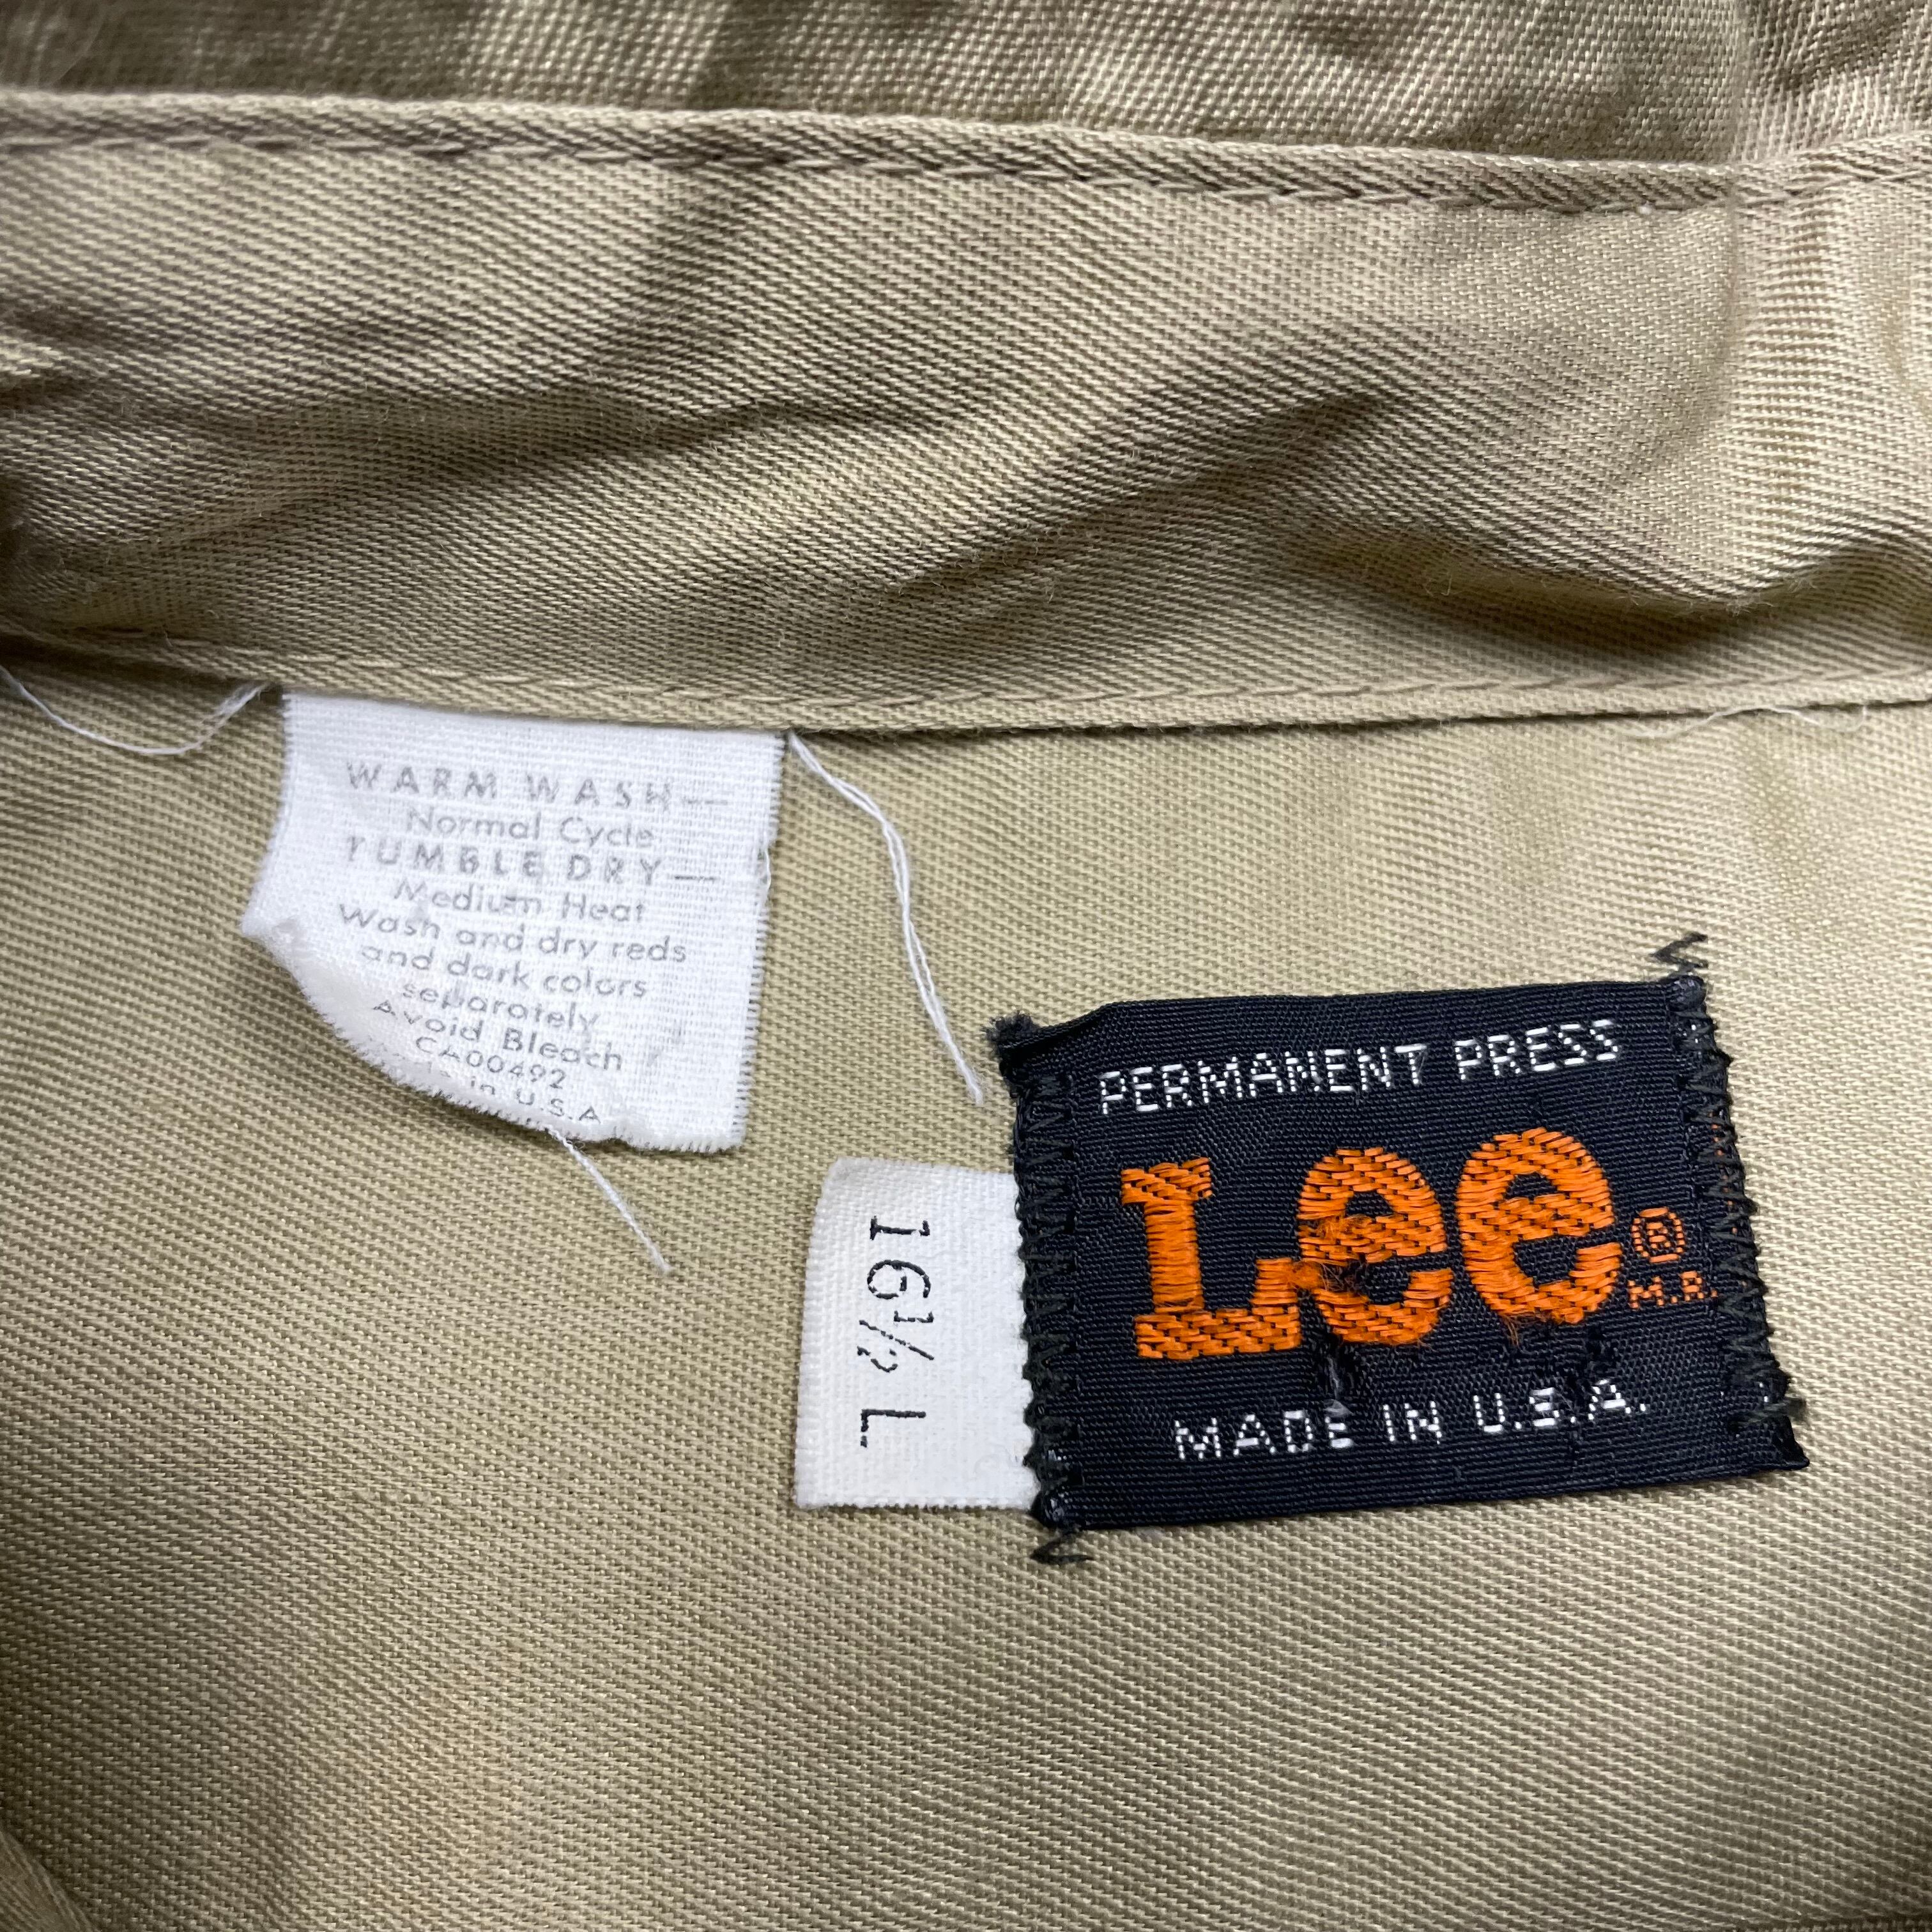 WARM WASH—
Normal Cycle
TUMBLE DRY—
Medium Heat
Wash and dry reds
and dark colors
separately
Avoid Bleach
CA00492
in U.S.A
16½ L
PERMANENT PRESS
Lee ®
M.R.
MADE IN U.S.A.